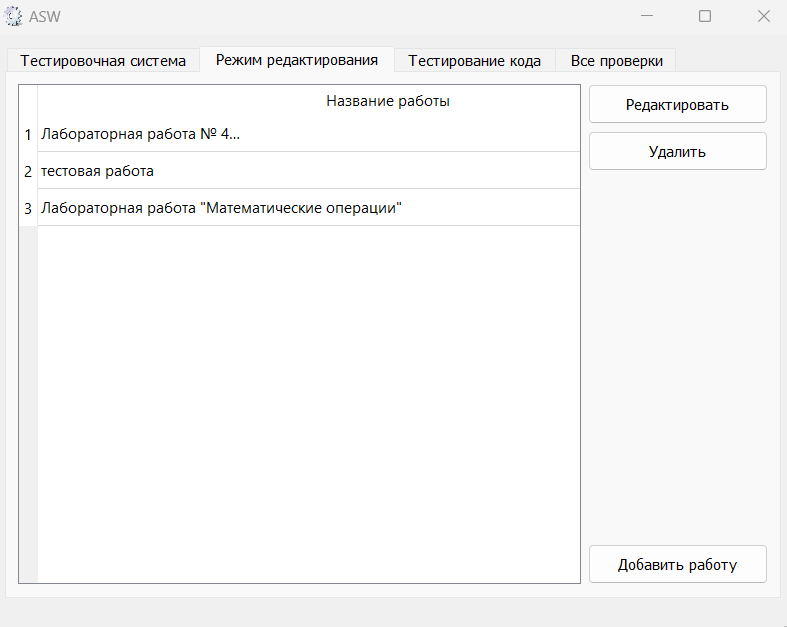 ASW
Тестировочная система
Режим редактирования
Тестирование кода
Все проверки
Название работы
Редактировать
1 Лабораторная работа № 4...
Удалить
2 тестовая работа
3 Лабораторная работа "Математические операции"
Добавить работу